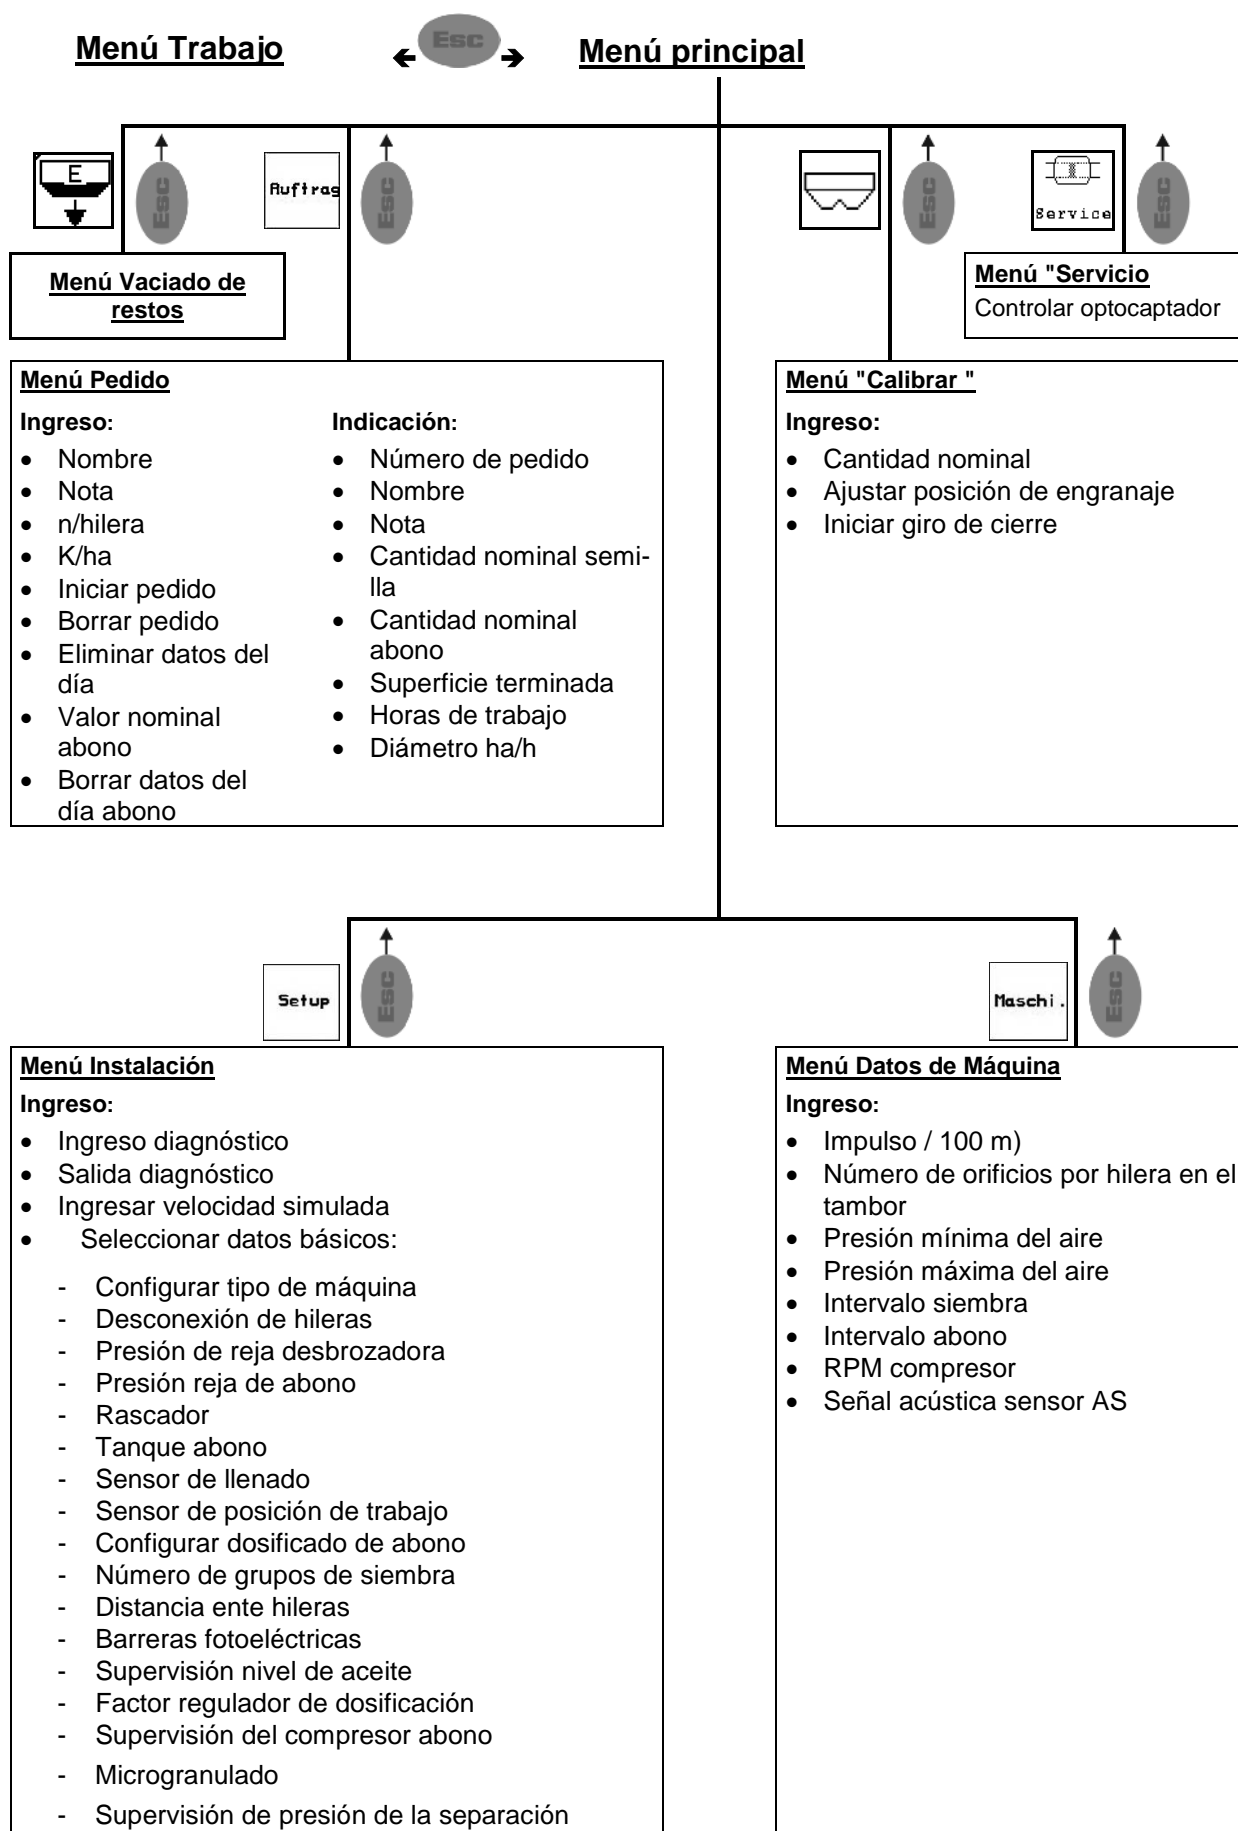 Menú Trabajo
Esc
Menú principal
E
Esc
Auftrag
Esc
Esc
Service
Esc
Menú Vaciado de
restos
Menú "Servicio
Controlar optocaptador
Menú Pedido
Ingreso:
• Nombre
• Nota
• n/hilera
• K/ha
• Iniciar pedido
• Borrar pedido
• Eliminar datos del
día
• Valor nominal
abono
• Borrar datos del
día abono
Indicación:
• Número de pedido
• Nombre
• Nota
• Cantidad nominal semi-
lla
• Cantidad nominal
abono
• Superficie terminada
• Horas de trabajo
• Diámetro ha/h
Menú "Calibrar "
Ingreso:
• Cantidad nominal
• Ajustar posición de engranaje
• Iniciar giro de cierre
Setup
Esc
Maschi.
Esc
Menú Instalación
Ingreso:
• Ingreso diagnóstico
• Salida diagnóstico
• Ingresar velocidad simulada
• Seleccionar datos básicos:
- Configurar tipo de máquina
- Desconexión de hileras
- Presión de reja desbrozadora
- Presión reja de abono
- Rascador
- Tanque abono
- Sensor de llenado
- Sensor de posición de trabajo
- Configurar dosificado de abono
- Número de grupos de siembra
- Distancia ente hileras
- Barreras fotoeléctricas
- Supervisión nivel de aceite
- Factor regulador de dosificación
- Supervisión del compresor abono
- Microgranulado
- Supervisión de presión de la separación
Menú Datos de Máquina
Ingreso:
• Impulso / 100 m)
• Número de orificios por hilera en el
tambor
• Presión mínima del aire
• Presión máxima del aire
• Intervalo siembra
• Intervalo abono
• RPM compresor
• Señal acústica sensor AS